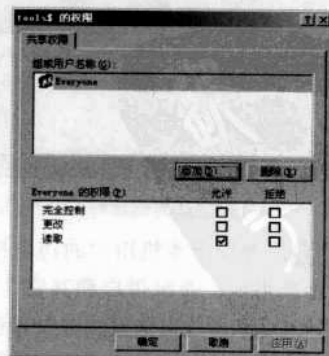 tools$ 的权限
共享权限
组或用户名称(G):
Everyone
添加(D)... 删除(R)
Everyone 的权限(P) 允许 拒绝
完全控制
更改
读取
确定 取消 应用(A)